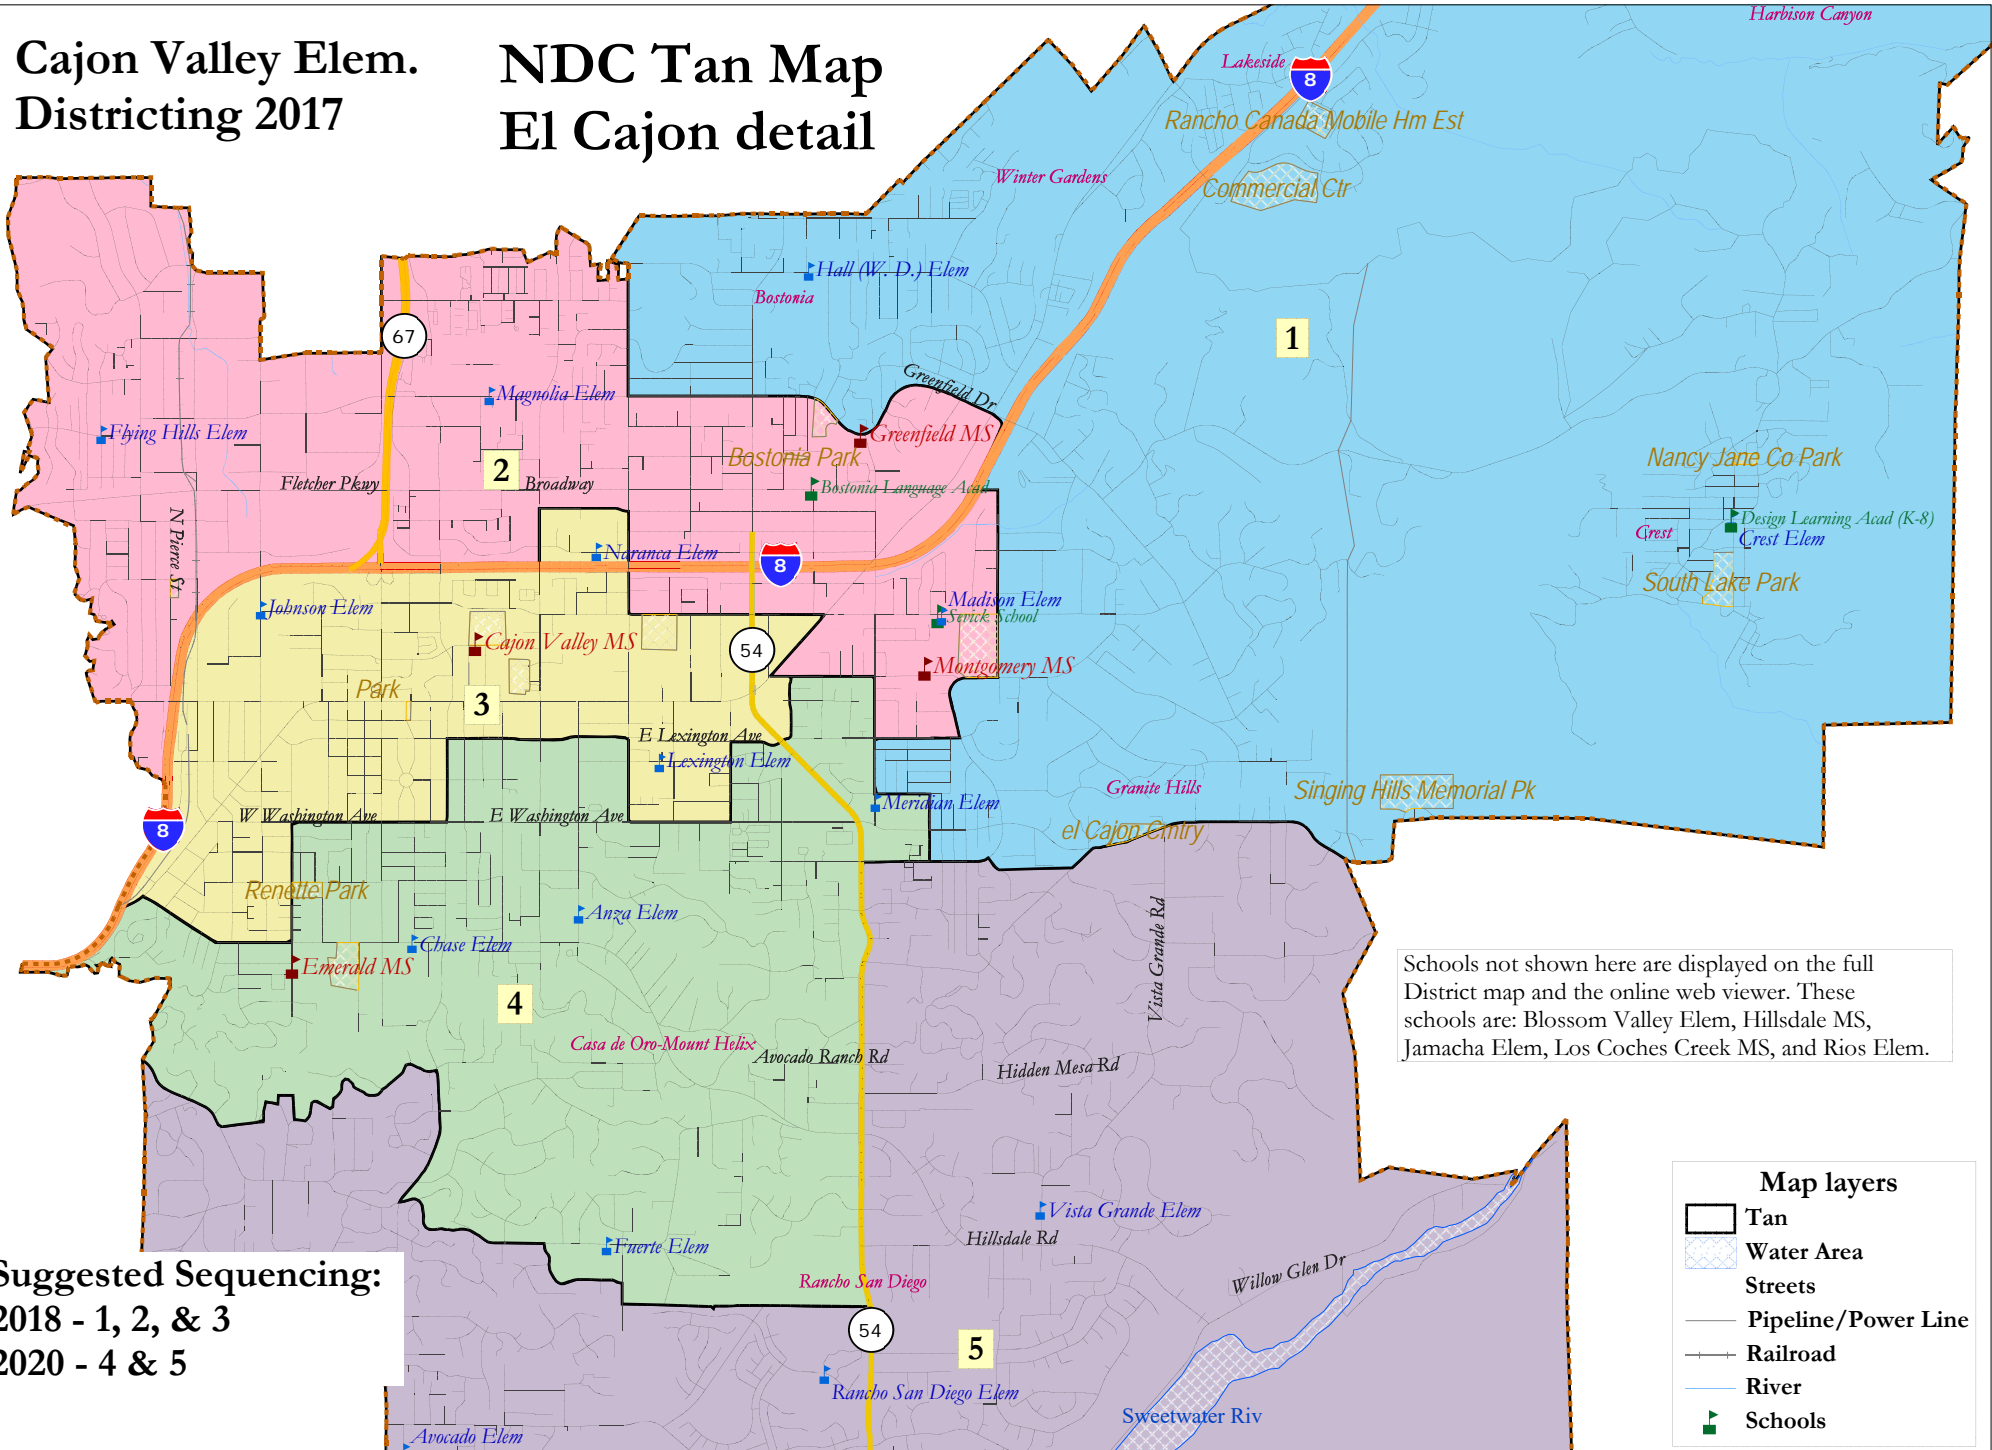 Cajon Valley Elem.
Districting 2017
NDC Tan Map
El Cajon detail
Harbison Canyon
Lakeside
8
Rancho Canada Mobile Hm Est
Winter Gardens
Commercial Ctr
Hall (W. D.) Elem
Bostonia
67
1
Greenfield Dr
Magnolia Elem
Flying Hills Elem
Greenfield MS
Bostonia Park
Nancy Jane Co Park
2
Fletcher Pkwy
Broadway
Bostonia Language Acad
N Pierce St
Design Learning Acad (K-8)
Crest
Crest Elem
Naranca Elem
8
South Lake Park
Johnson Elem
Madison Elem
Sevick School
Cajon Valley MS
54
Montgomery MS
Park
3
E Lexington Ave
Lexington Elem
Granite Hills
Singing Hills Memorial Pk
Meridian Elem
W Washington Ave
E Washington Ave
8
el Cajon Cmtry
Renette Park
Anza Elem
Chase Elem
Vista Grande Rd
Emerald MS
4
Schools not shown here are displayed on the full
District map and the online web viewer. These
schools are: Blossom Valley Elem, Hillsdale MS,
Jamacha Elem, Los Coches Creek MS, and Rios Elem.
Casa de Oro-Mount Helix
Avocado Ranch Rd
Hidden Mesa Rd
Vista Grande Elem
Hillsdale Rd
Fuerte Elem
Willow Glen Dr
Rancho San Diego
54
5
Rancho San Diego Elem
Sweetwater Riv
Avocado Elem
Suggested Sequencing:
2018 - 1, 2, & 3
2020 - 4 & 5
Map layers
Tan
Water Area
Streets
Pipeline/Power Line
Railroad
River
Schools